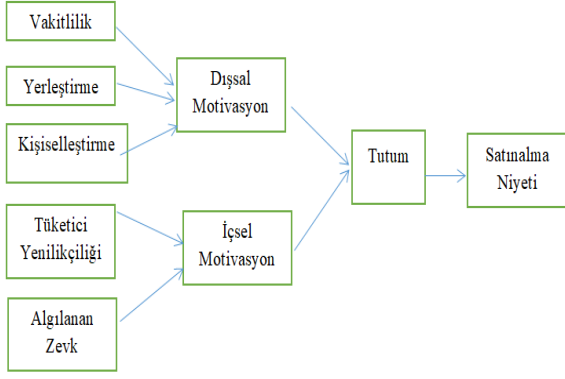 Vakitlilik
Yerleştirme
Kişiselleştirme
Tüketici
Yenilikçiliği
Algılanan
Zevk
Dışsal
Motivasyon
İçsel
Motivasyon
Tutum
Satınalma
Niyeti